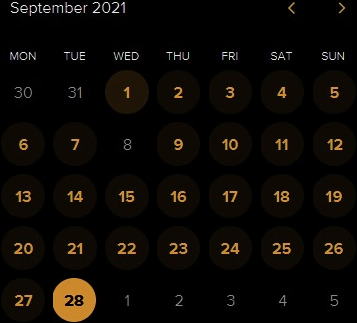 September 2021
MON TUE WED THU FRI SAT SUN
30 31 1 2 3 4 5
6 7 8 9 10 11 12
13 14 15 16 17 18 19
20 21 22 23 24 25 26
27 28 1 2 3 4 5